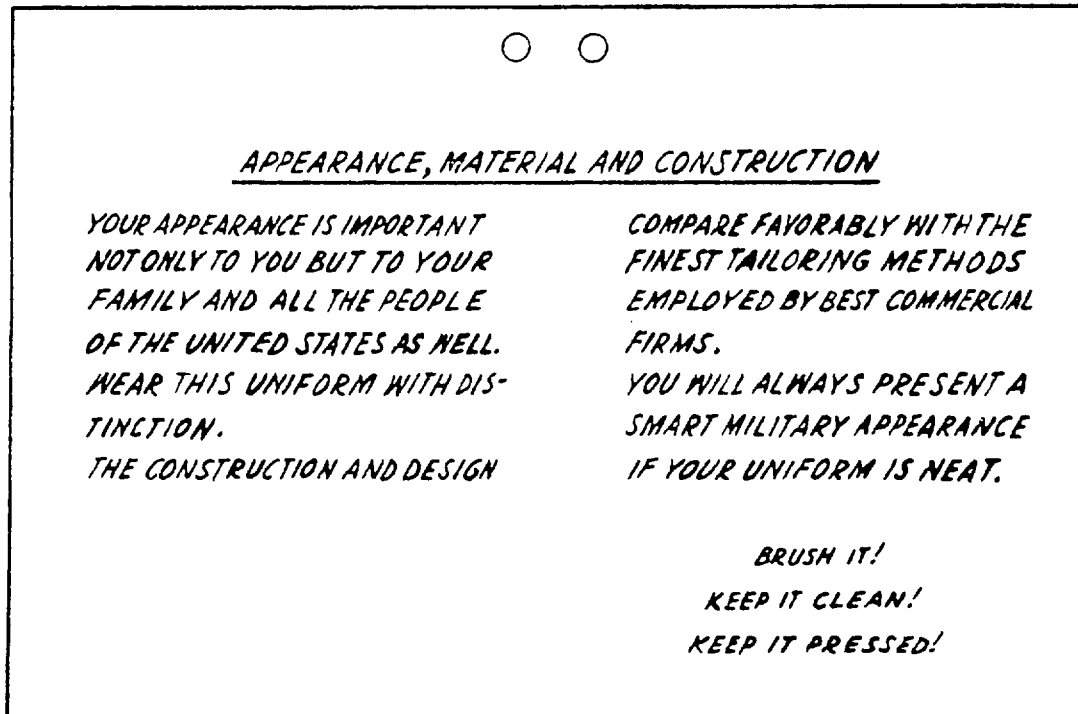 APPEARANCE, MATERIAL AND CONSTRUCTION
YOUR APPEARANCE IS IMPORTANT
NOT ONLY TO YOU BUT TO YOUR
FAMILY AND ALL THE PEOPLE
OF THE UNITED STATES AS WELL.
WEAR THIS UNIFORM WITH DIS-
TINCTION.
THE CONSTRUCTION AND DESIGN
COMPARE FAVORABLY WITH THE
FINEST TAILORING METHODS
EMPLOYED BY BEST COMMERCIAL
FIRMS.
YOU WILL ALWAYS PRESENT A
SMART MILITARY APPEARANCE
IF YOUR UNIFORM IS NEAT.
BRUSH IT!
KEEP IT CLEAN!
KEEP IT PRESSED!